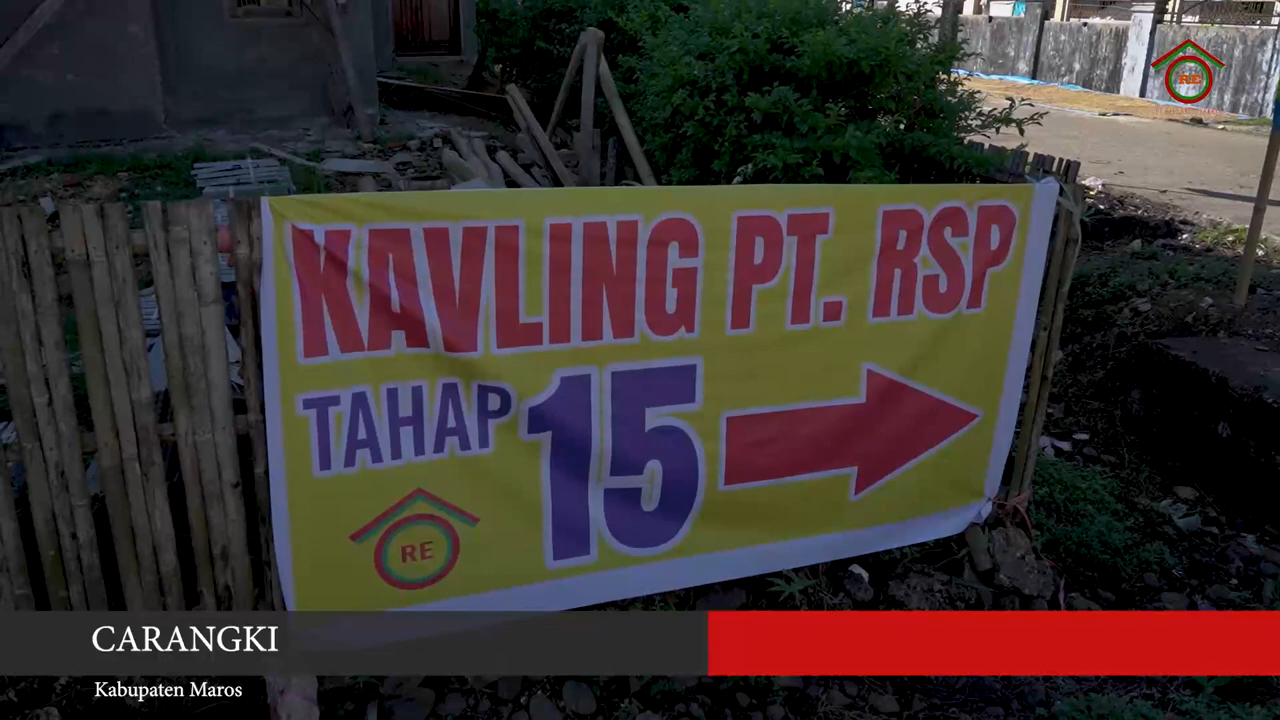 RE
KAVLING PT. RSP
TAHAP 15
RE
CARANGKI
Kabupaten Maros